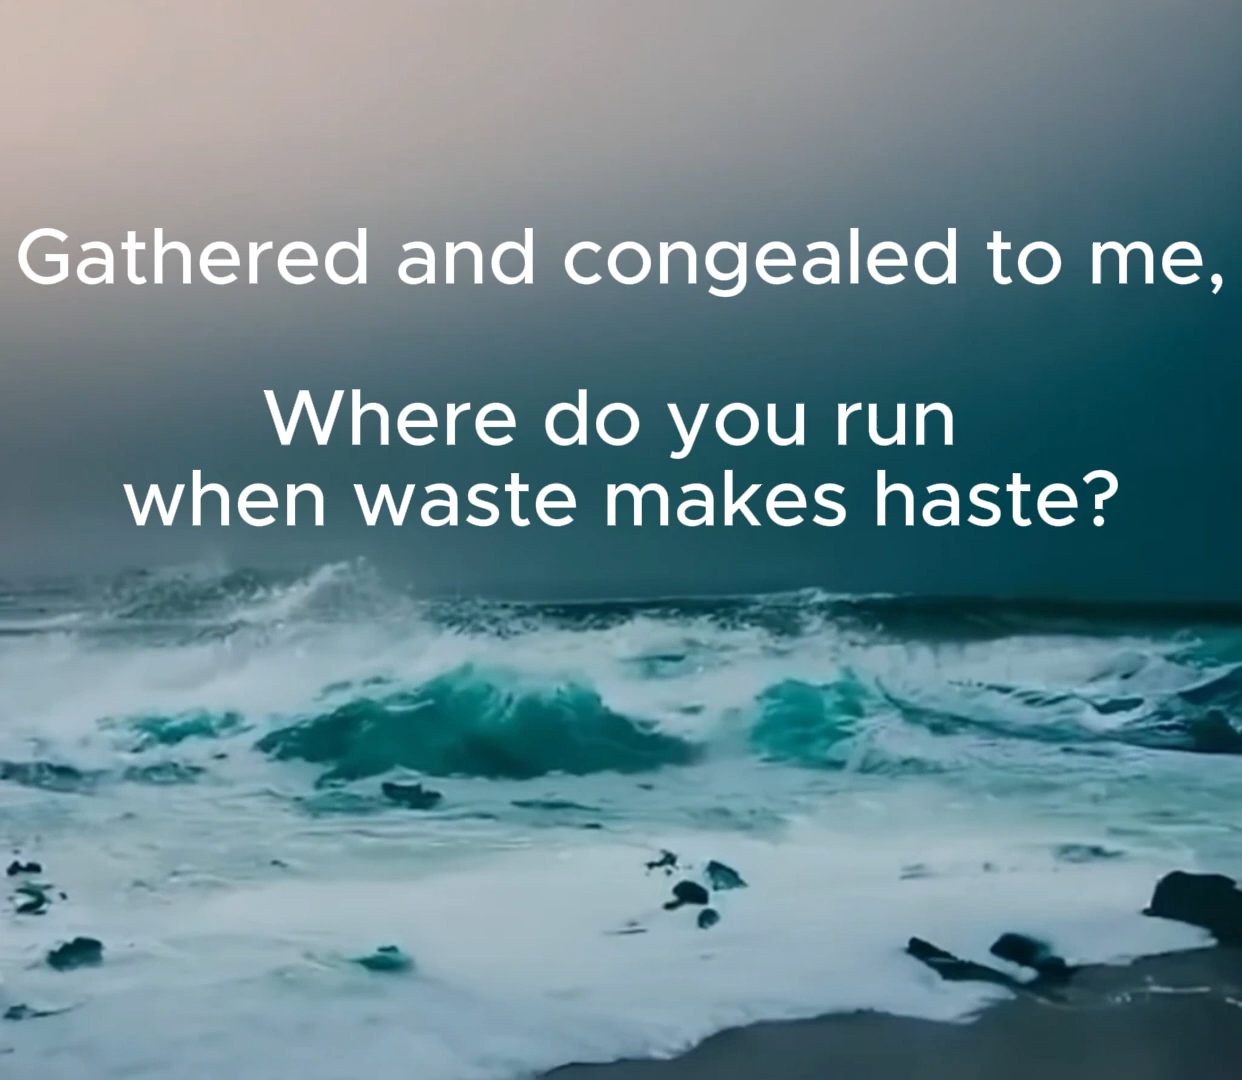 Gathered and congealed to me,
Where do you run
when waste makes haste?